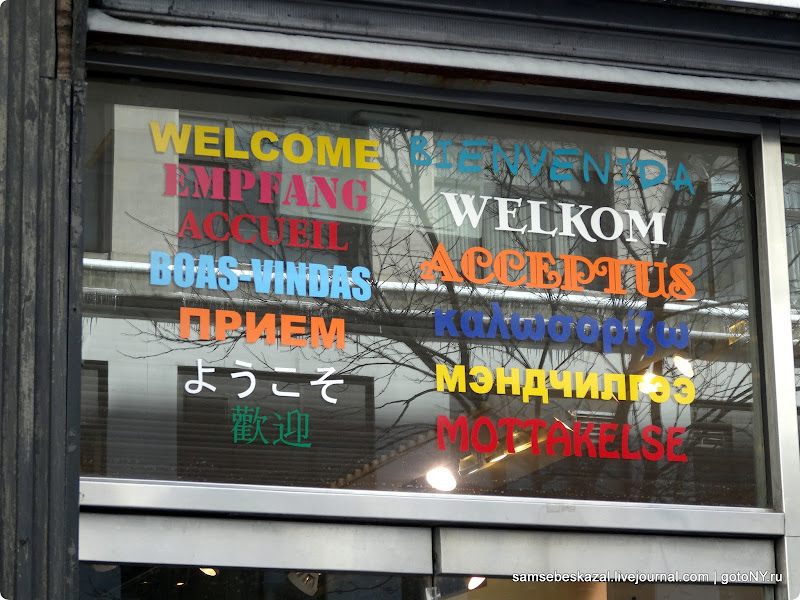 WELCOME
EMPFANG
ACCUEIL
BOAS-VINDAS
ПРИЕМ
ようこそ
歡迎
BIENVENIDA
WELKOM
ACCEPTUS
καλωσορίζω
мэндчилгээ
MOTTAKELSE
samsebeskazal.livejournal.com | gotoNY.ru